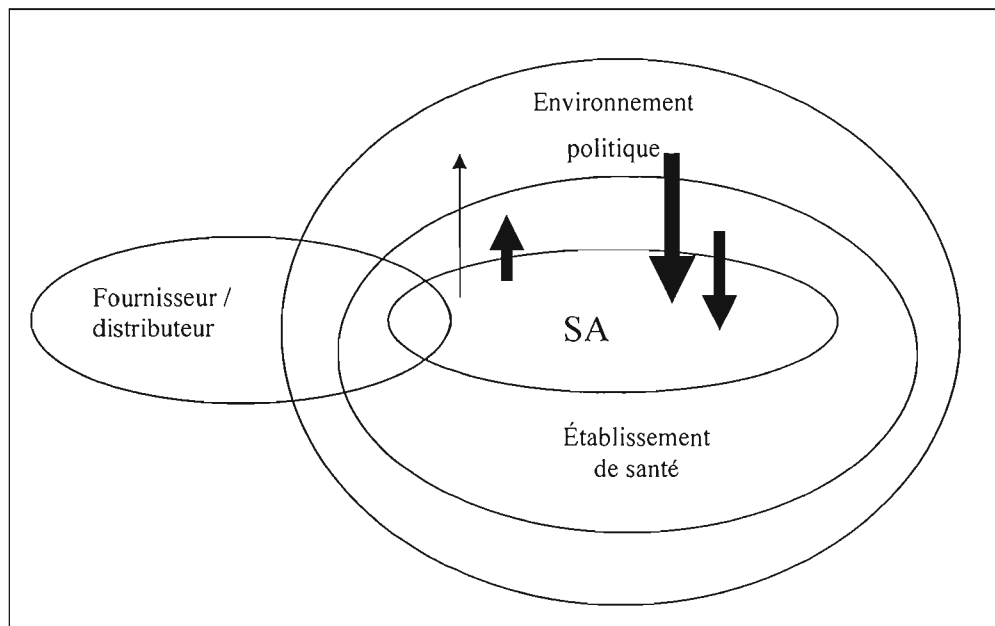 Environnement
politique
Fournisseur /
distributeur
SA
Établissement
de santé